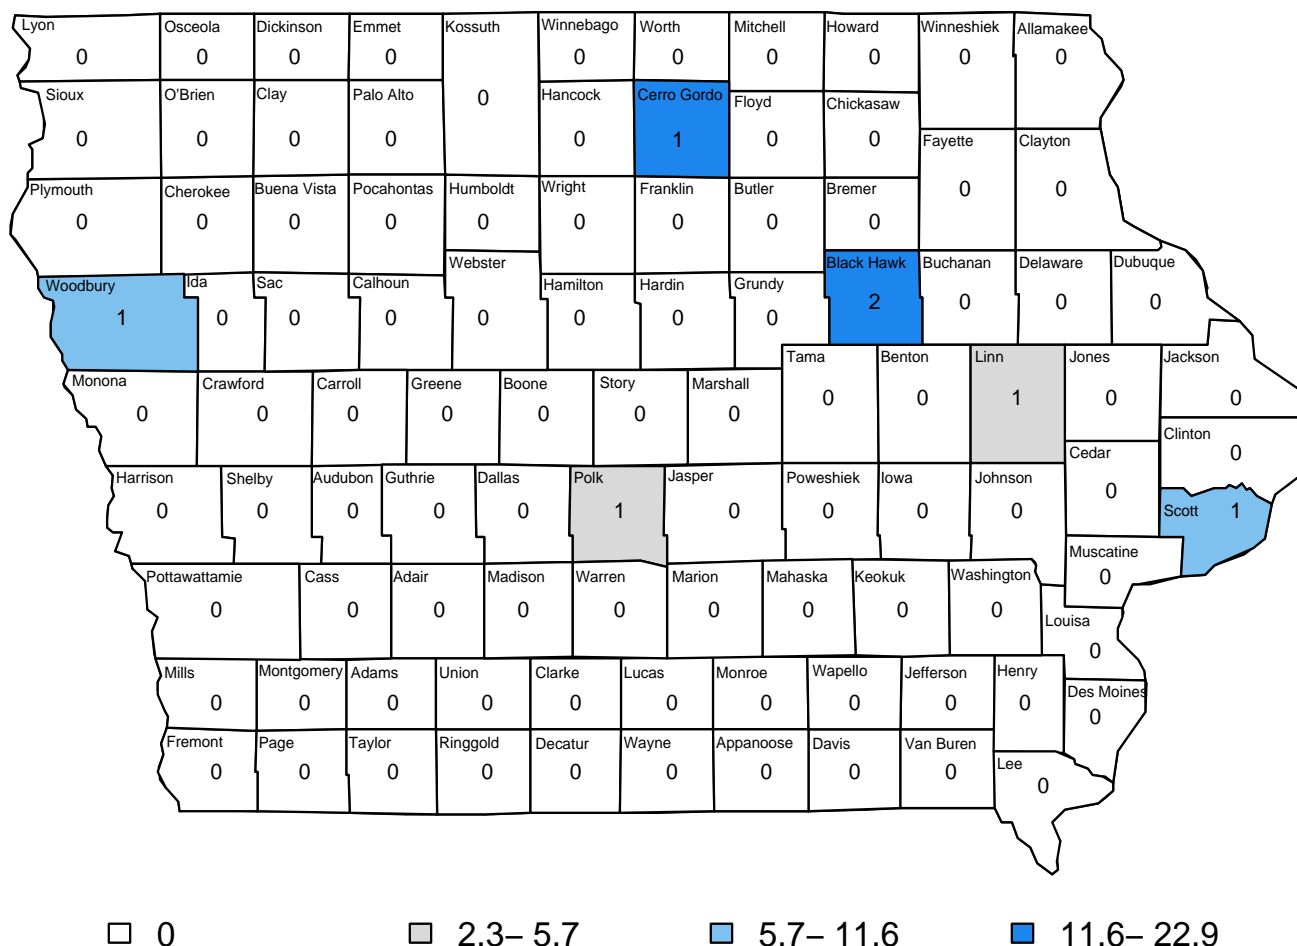 Lyon Osceola Dickinson Emmet Kossuth Winnebago Worth Mitchell Howard Winneshiek Allamakee
0 0 0 0 0 0 0 0 0 0
Sioux O'Brien Clay Palo Alto 0 Hancock Cerro Gordo Floyd Chickasaw
0 0 0 0 0 1 0 0
Fayette Clayton
0 0
Plymouth Cherokee Buena Vista Pocahontas Humboldt Wright Franklin Butler Bremer
0 0 0 0 0 0 0 0 0
Woodbury Ida Sac Calhoun Webster Hamilton Hardin Grundy Black Hawk Buchanan Delaware Dubuque
1 0 0 0 0 0 0 0 2 0 0 0
Monona Crawford Carroll Greene Boone Story Marshall Tama Benton Linn Jones Jackson
0 0 0 0 0 0 0 0 0 1 0 0
Clinton
0
Cedar
0
Harrison Shelby Audubon Guthrie Dallas Polk Jasper Poweshiek Iowa Johnson Scott 1
0 0 0 0 0 1 0 0 0 0
Muscatine
0
Pottawattamie Cass Adair Madison Warren Marion Mahaska Keokuk Washington
0 0 0 0 0 0 0 0 0
Louisa
0
Mills Montgomery Adams Union Clarke Lucas Monroe Wapello Jefferson Henry Des Moines
0 0 0 0 0 0 0 0 0 0 0
Fremont Page Taylor Ringgold Decatur Wayne Appanoose Davis Van Buren Lee
0 0 0 0 0 0 0 0 0 0
0 2.3– 5.7 5.7– 11.6 11.6– 22.9